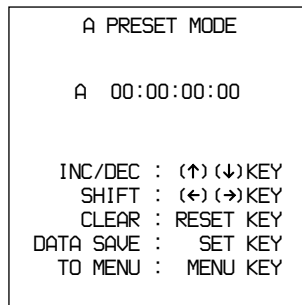 A PRESET MODE
A 00:00:00:00
INC/DEC : (↑)(↓)KEY
SHIFT : (←)(→)KEY
CLEAR : RESET KEY
DATA SAVE : SET KEY
TO MENU : MENU KEY